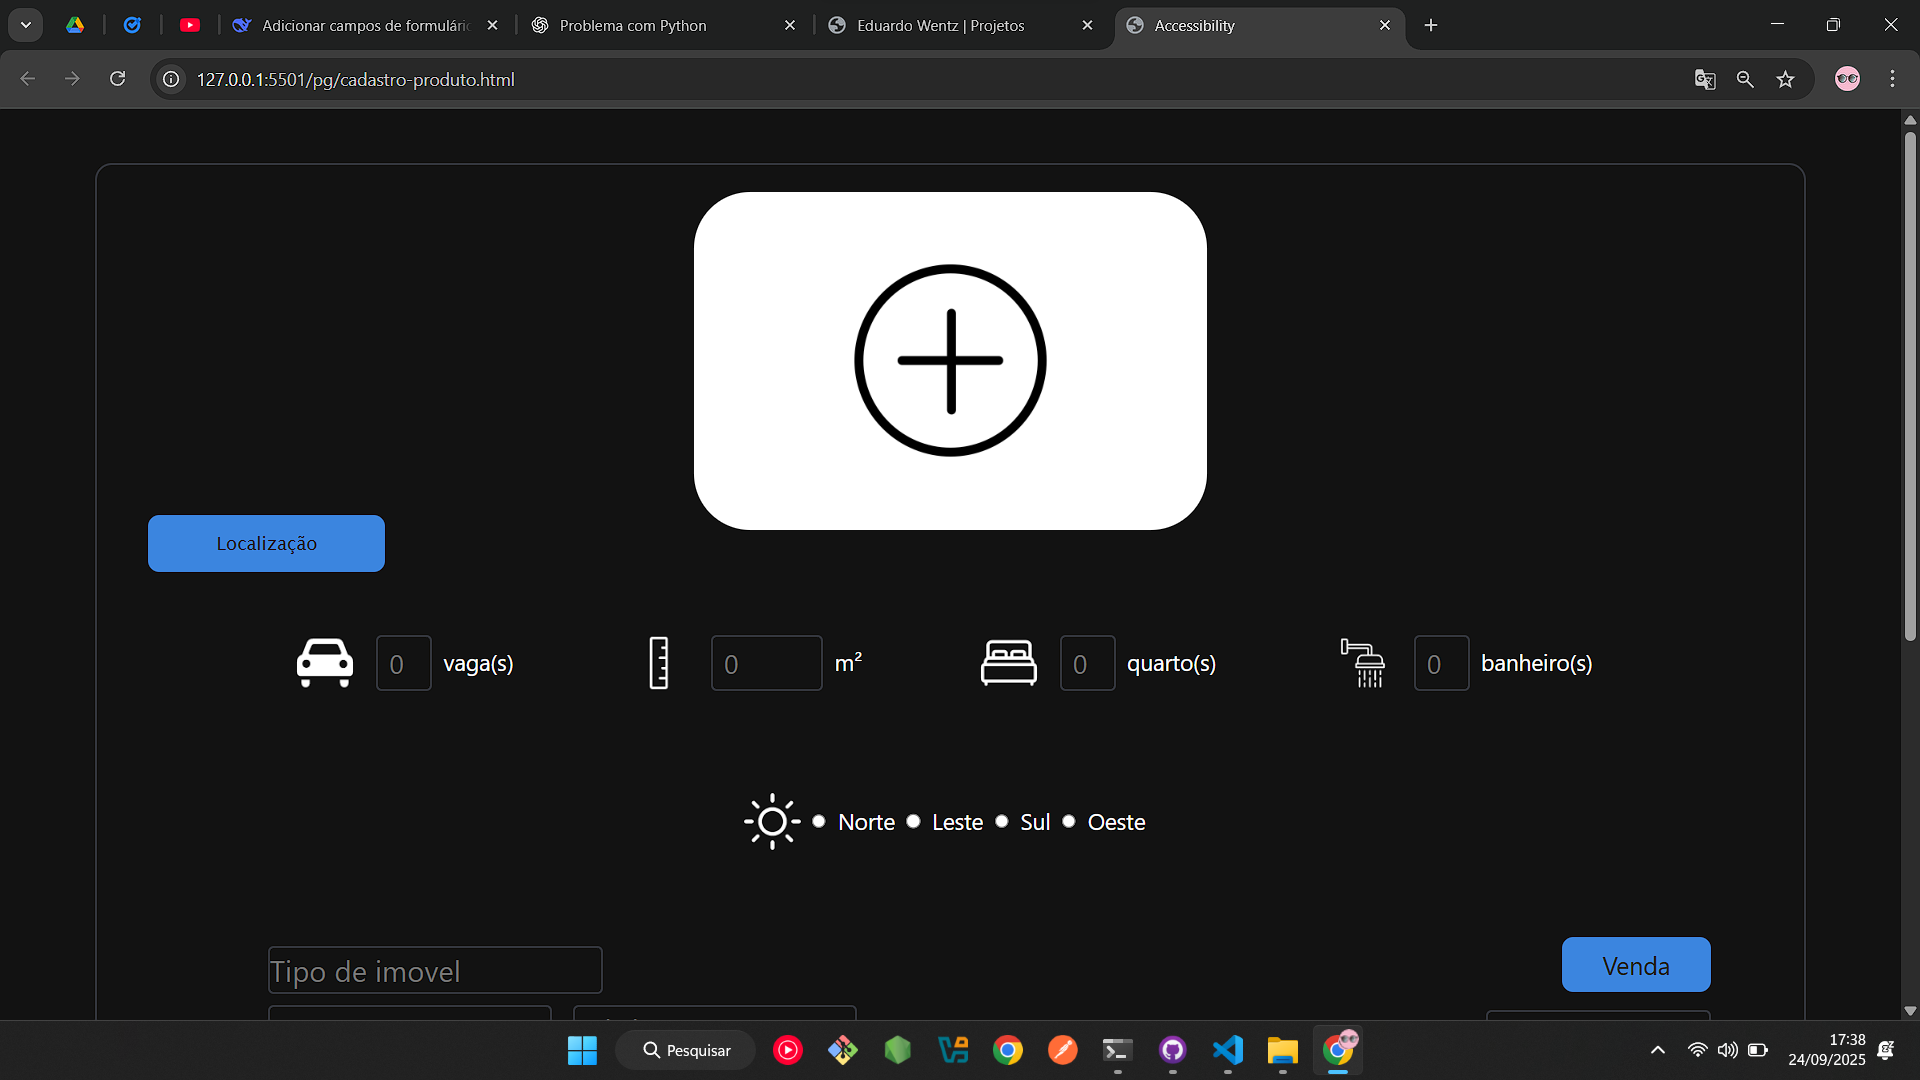 Adicionar campos de formulári
Problema com Python
Eduardo Wentz | Projetos
Accessibility
127.0.0.1:5501/pg/cadastro-produto.html
Localização
0 vaga(s)
0 m²
0 quarto(s)
0 banheiro(s)
Norte Leste Sul Oeste
Tipo de imovel
Venda
Pesquisar
17:38
24/09/2025